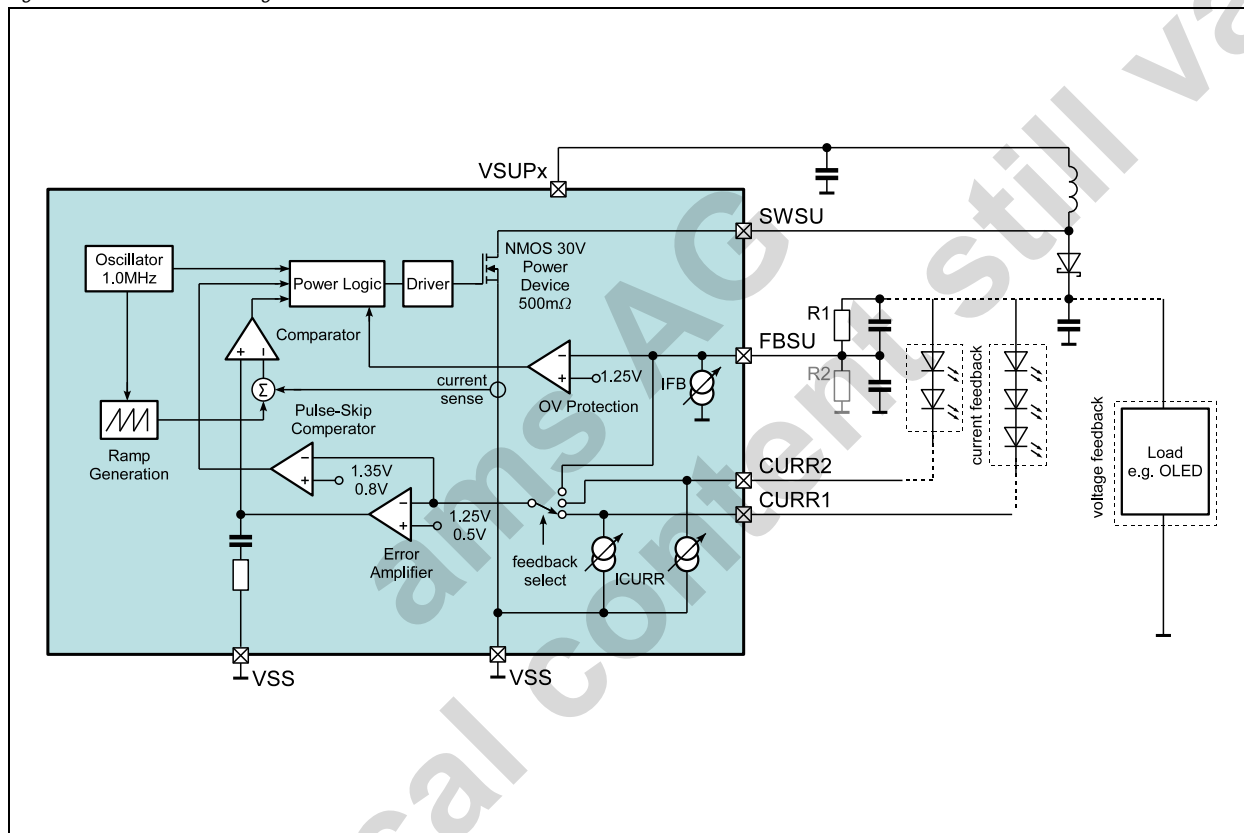 VSUPx
SWSU
Oscillator
1.0MHz
Power Logic
Driver
NMOS 30V
Power
Device
500mΩ
Comparator
+ −
Σ
current
sense
−
+
1.25V
OV Protection
IFB
FBSU
R1
R2
Ramp
Generation
Pulse-Skip
Comperator
−
+
1.35V
0.8V
−
+
1.25V
0.5V
Error
Amplifier
feedback
select
ICURR
CURR2
CURR1
current feedback
voltage feedback
Load
e.g. OLED
VSS
VSS
ams AG
cal content still va